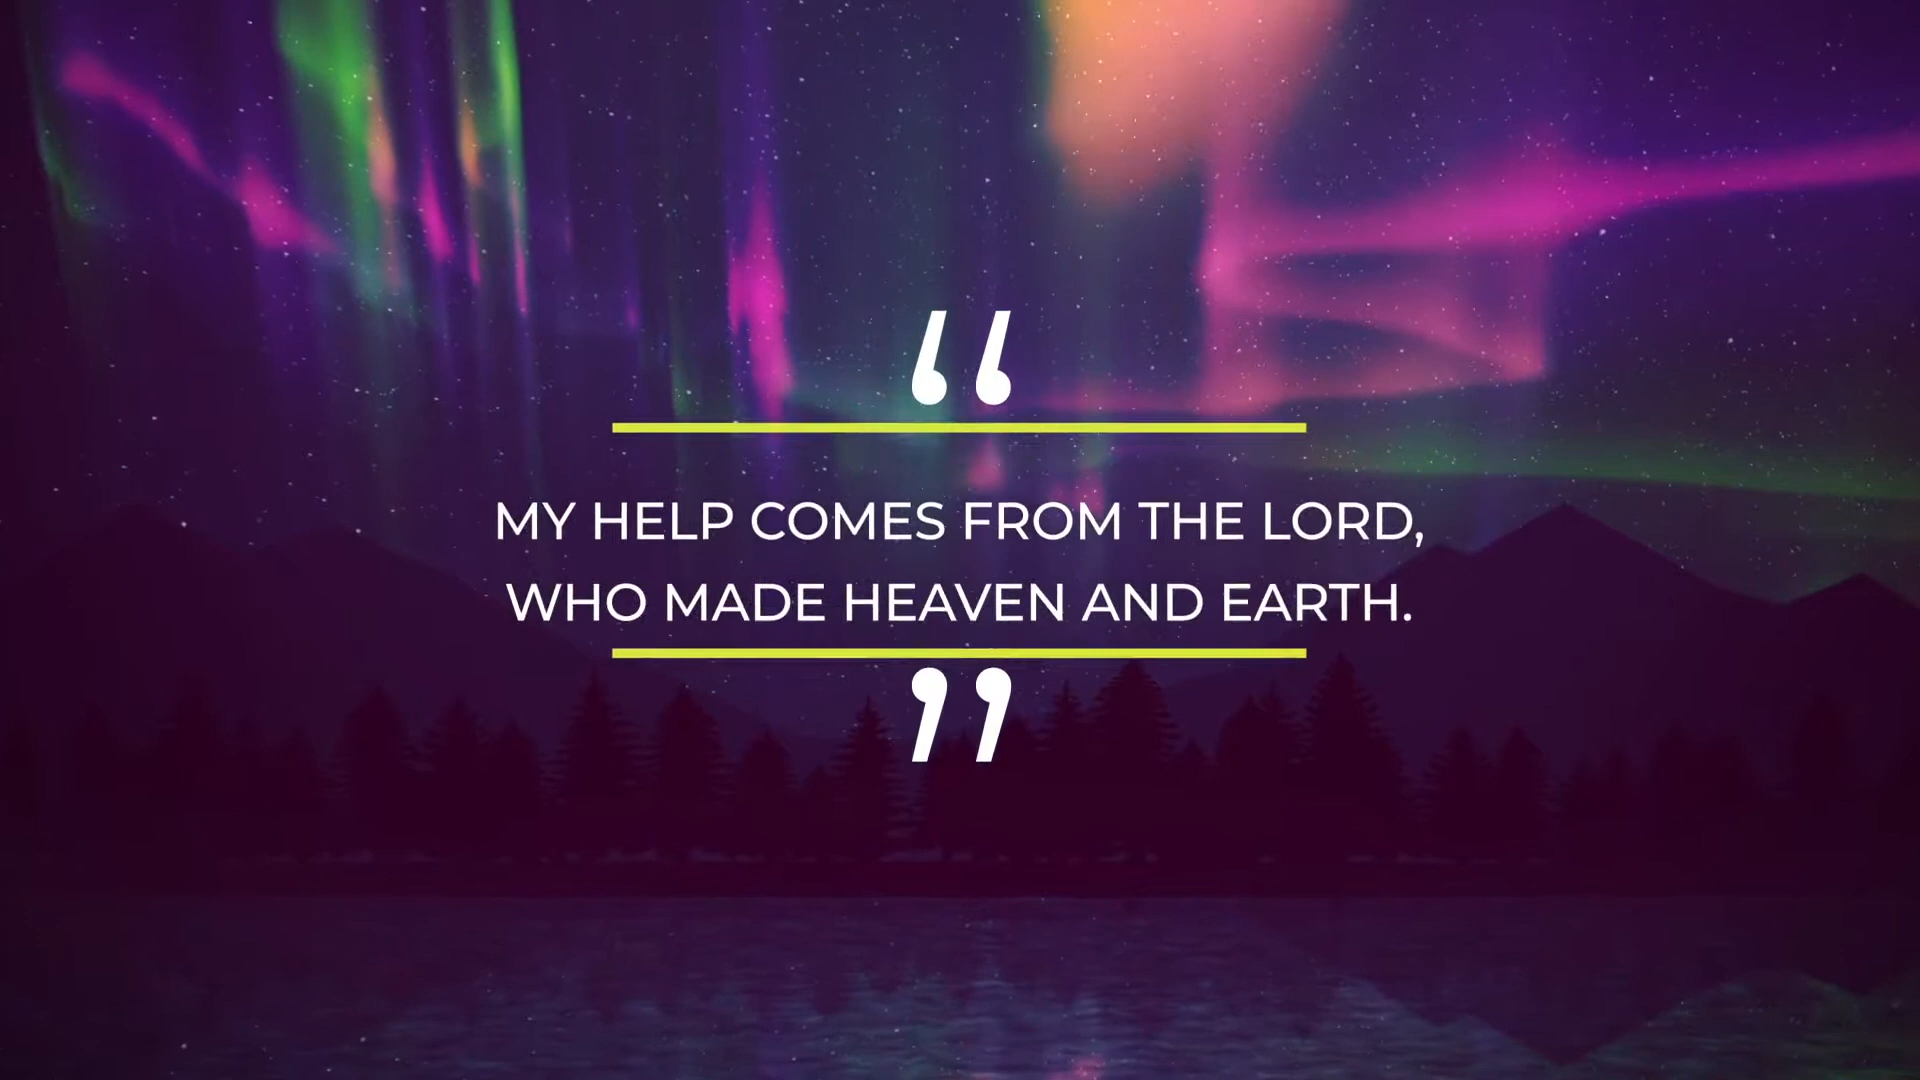 “
MY HELP COMES FROM THE LORD,
WHO MADE HEAVEN AND EARTH.
”